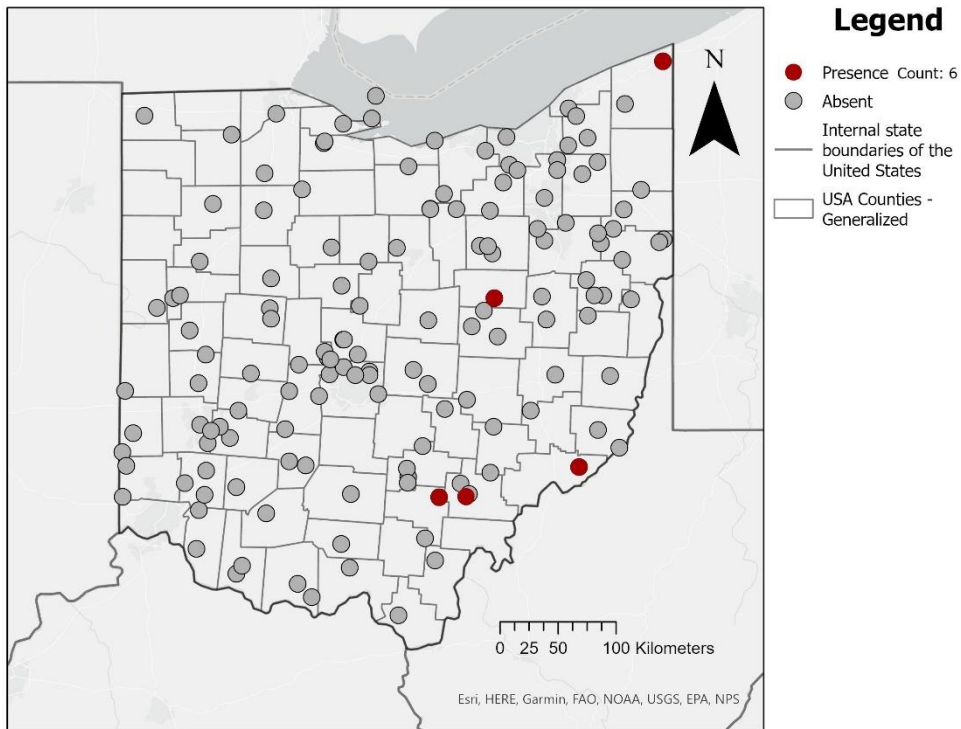 Legend
N
Presence Count: 6
Absent
Internal state
boundaries of the
United States
USA Counties -
Generalized
0 25 50 100 Kilometers
Esri, HERE, Garmin, FAO, NOAA, USGS, EPA, NPS